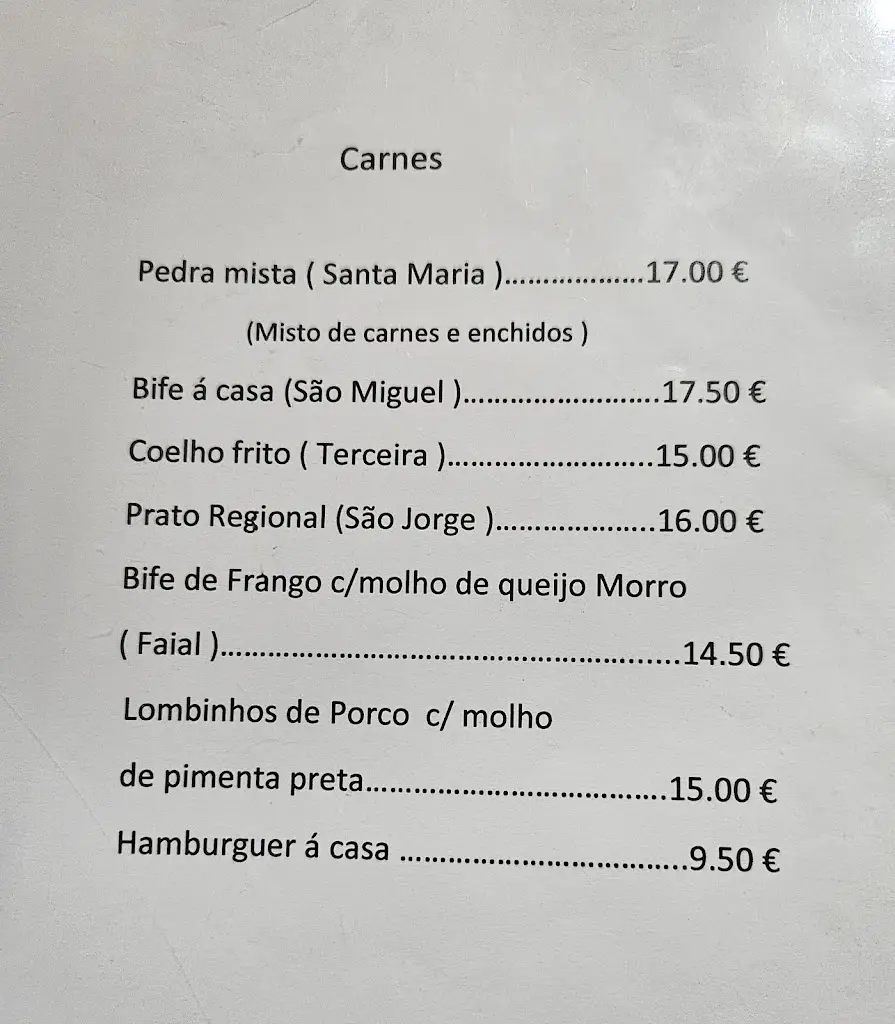 Carnes
Pedra mista ( Santa Maria )..................17.00 €
(Misto de carnes e enchidos )
Bife á casa (São Miguel ).........................17.50 €
Coelho frito ( Terceira )..........................15.00 €
Prato Regional (São Jorge )....................16.00 €
Bife de Frango c/molho de queijo Morro
( Faial )...........................................................14.50 €
Lombinhos de Porco c/ molho
de pimenta preta......................................15.00 €
Hamburguer á casa .....................................9.50 €